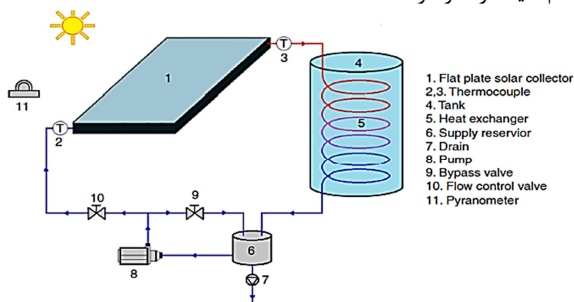 1. Flat plate solar collector
2,3. Thermocouple
4. Tank
5. Heat exchanger
6. Supply reservior
7. Drain
8. Pump
9. Bypass valve
10. Flow control valve
11. Pyranometer
1
T
3
4
5
11
T
2
10
9
8
6
7